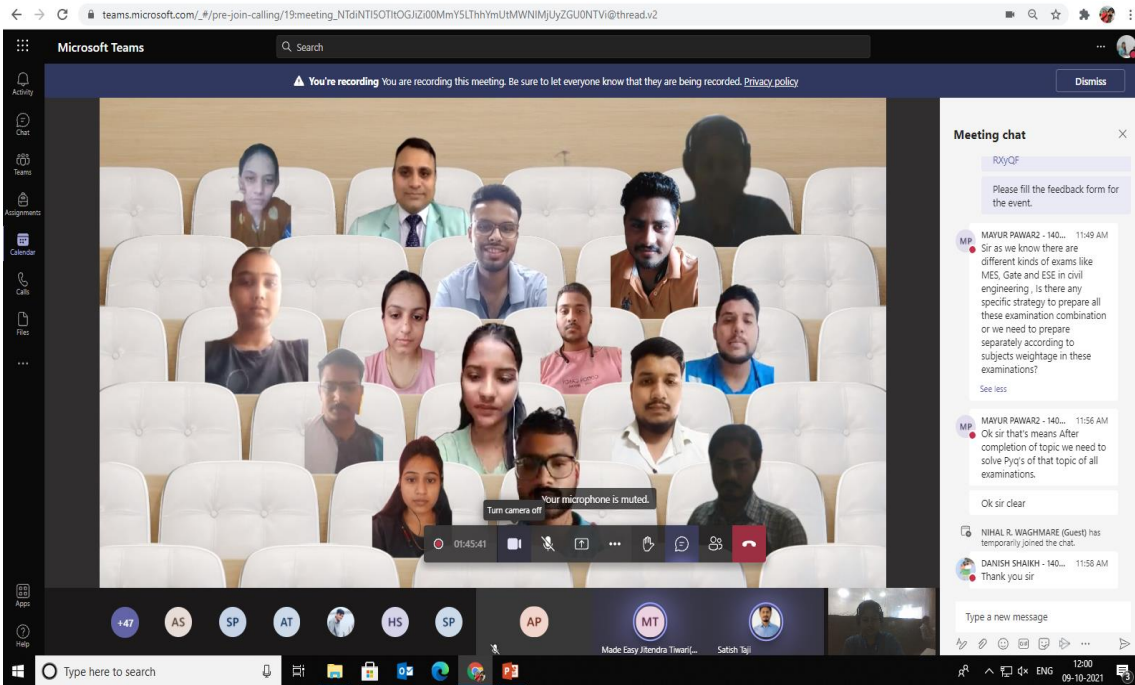 teams.microsoft.com/_#/pre-join-calling/19:meeting_NTdiNTI5OTItOGJiZi00MmY5LThhYmUtMWNlMjUyZGU0NTVi@thread.v2
Microsoft Teams
Search
You're recording You are recording this meeting. Be sure to let everyone know that they are being recorded. Privacy policy
Dismiss
Activity
Chat
Teams
Assignments
Calendar
Calls
Files
Apps
Help
Your microphone is muted.
Turn camera off
01:45:41
+47
AS
SP
AT
HS
SP
AP
MT
Made Easy Jitendra Tiwari(...
Satish Taji
Meeting chat
RXyQF
Please fill the feedback form for
the event.
MP
MAYUR PAWAR2 - 140... 11:49 AM
Sir as we know there are
different kinds of exams like
MES, Gate and ESE in civil
engineering , Is there any
specific strategy to prepare all
these examination combination
or we need to prepare
separately according to
subjects weightage in these
examinations?
See less
MP
MAYUR PAWAR2 - 140... 11:56 AM
Ok sir that's means After
completion of topic we need to
solve Pyq's of that topic of all
examinations.
Ok sir clear
NIHAL R. WAGHMARE (Guest) has
temporarily joined the chat.
DANISH SHAIKH - 140... 11:58 AM
Thank you sir
Type a new message
GIF
Type here to search
ENG
12:00
09-10-2021
3